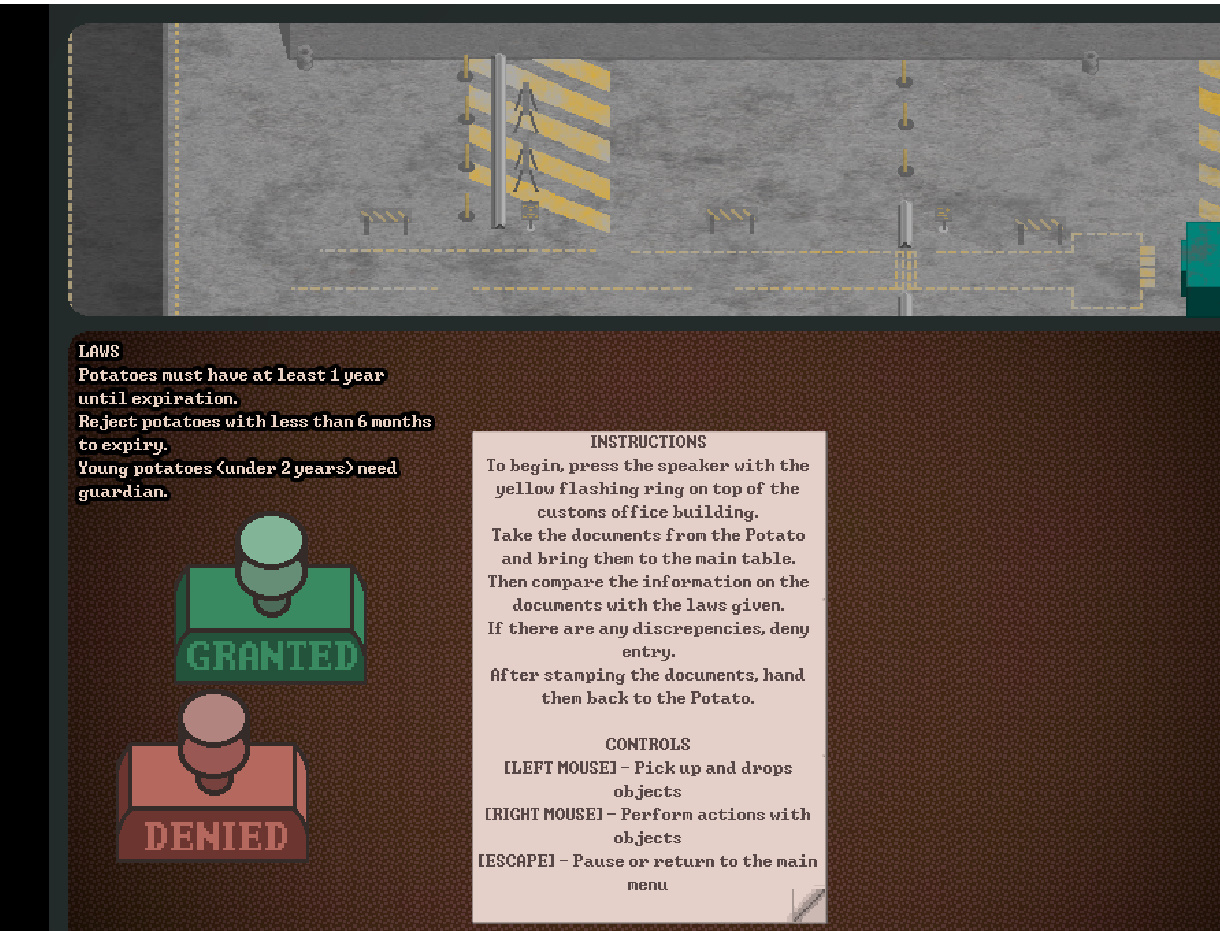 LAWS
Potatoes must have at least 1 year
until expiration.
Reject potatoes with less than 6 months
to expiry.
Young potatoes (under 2 years) need
guardian.
GRANTED
DENIED
INSTRUCTIONS
To begin, press the speaker with the
yellow flashing ring on top of the
customs office building.
Take the documents from the Potato
and bring them to the main table.
Then compare the information on the
documents with the laws given.
If there are any discrepencies, deny
entry.
After stamping the documents, hand
them back to the Potato.
CONTROLS
[LEFT MOUSE] - Pick up and drops
objects
[RIGHT MOUSE] - Perform actions with
objects
[ESCAPE] - Pause or return to the main
menu